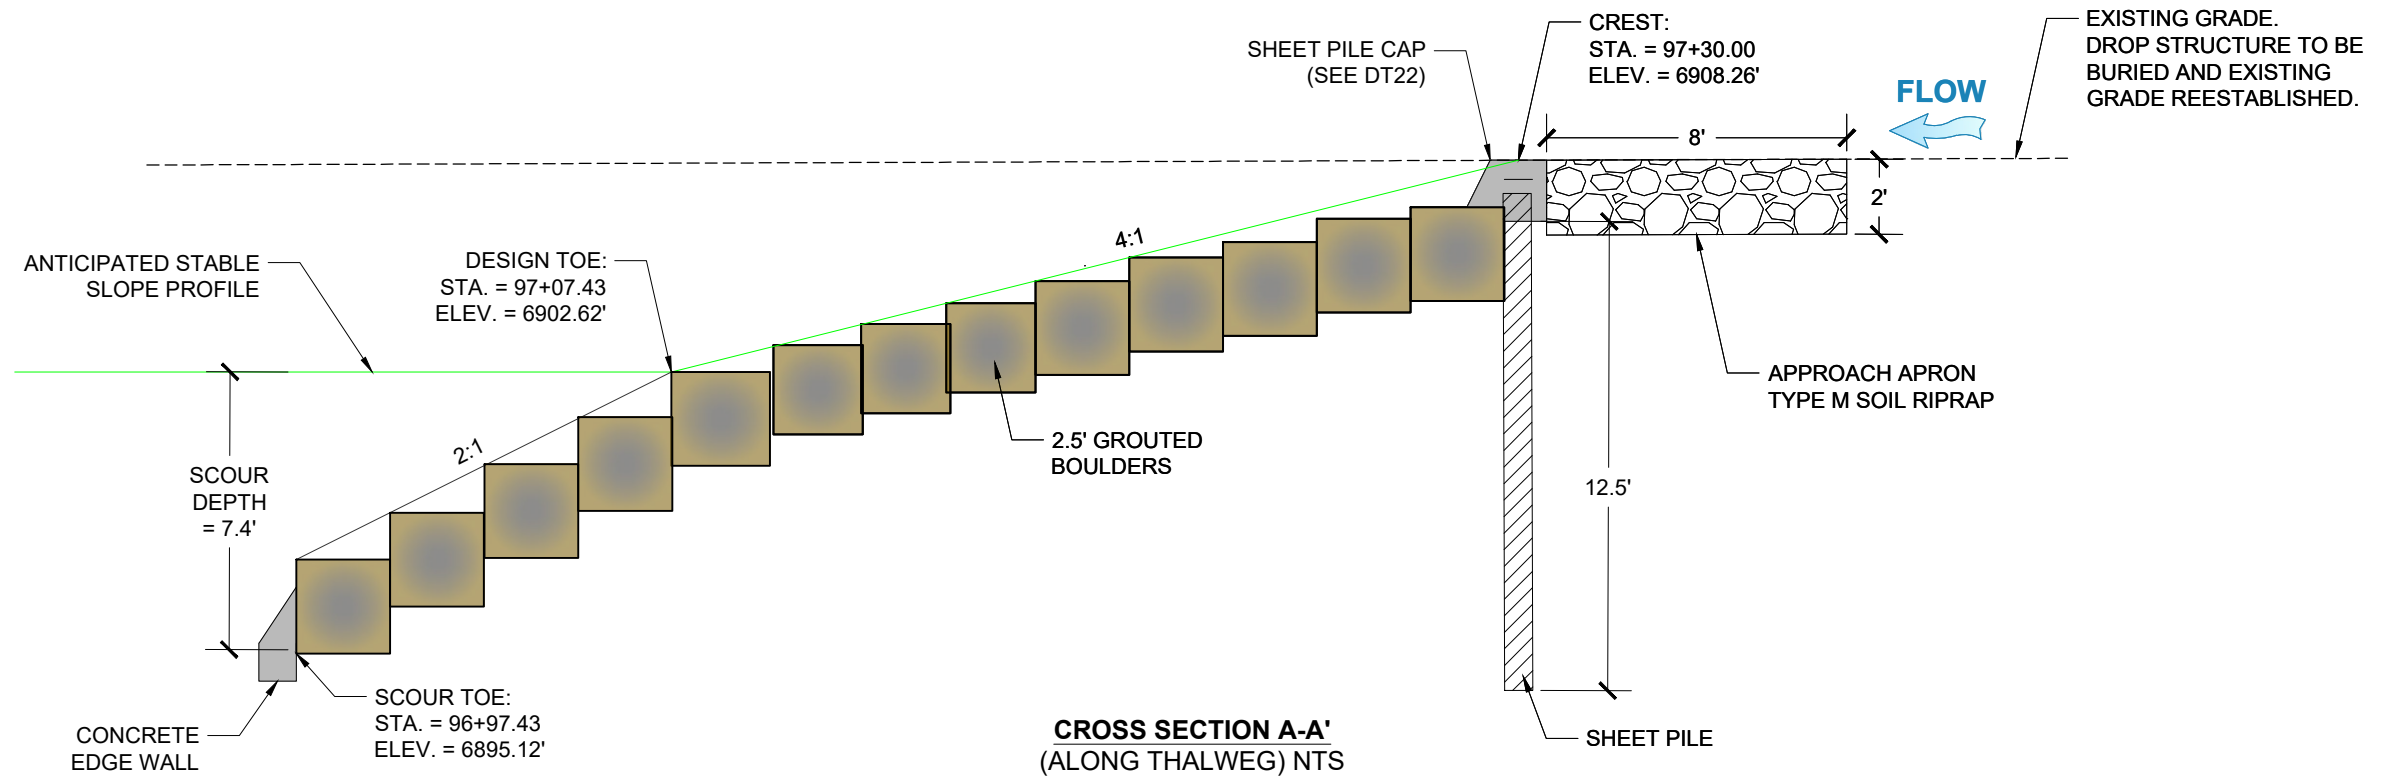 CREST:
STA. = 97+30.00
ELEV. = 6908.26'
EXISTING GRADE.
DROP STRUCTURE TO BE
BURIED AND EXISTING
GRADE REESTABLISHED.
SHEET PILE CAP
(SEE DT22)
FLOW
8'
2'
4:1
ANTICIPATED STABLE
SLOPE PROFILE
DESIGN TOE:
STA. = 97+07.43
ELEV. = 6902.62'
APPROACH APRON
TYPE M SOIL RIPRAP
2:1
2.5' GROUTED
BOULDERS
SCOUR
DEPTH
= 7.4'
12.5'
SCOUR TOE:
STA. = 96+97.43
ELEV. = 6895.12'
CONCRETE
EDGE WALL
SHEET PILE
CROSS SECTION A-A'
(ALONG THALWEG) NTS